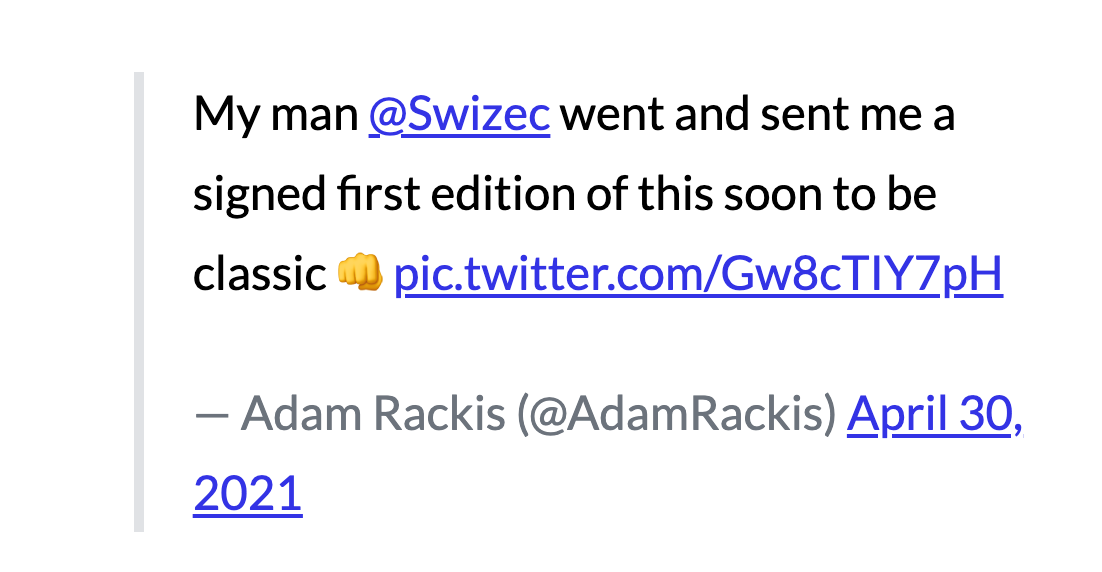 My man @Swizec went and sent me a
signed first edition of this soon to be
classic 👊 pic.twitter.com/Gw8cTIY7pH
— Adam Rackis (@AdamRackis) April 30,
2021